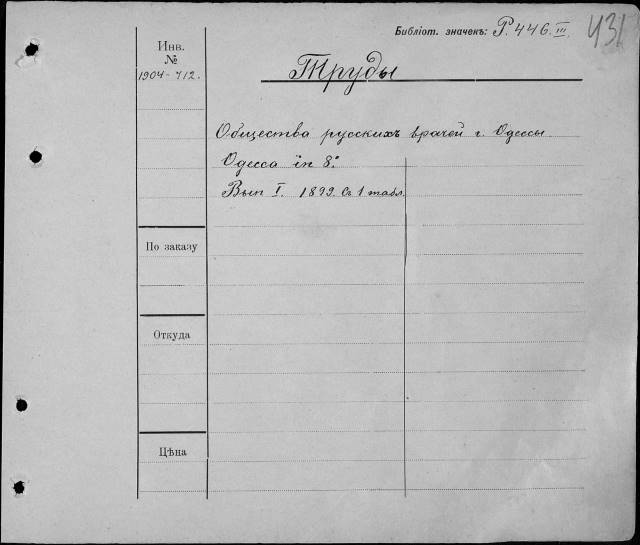 Библіот. значекъ: P.446.III.
431
Инв.
№
1904-712.
Труды
Общества русскихъ врачей г. Одессы.
Одесса in 8°
Вып I. 1899. Съ 1 табл.
По заказу
Откуда
Цѣна